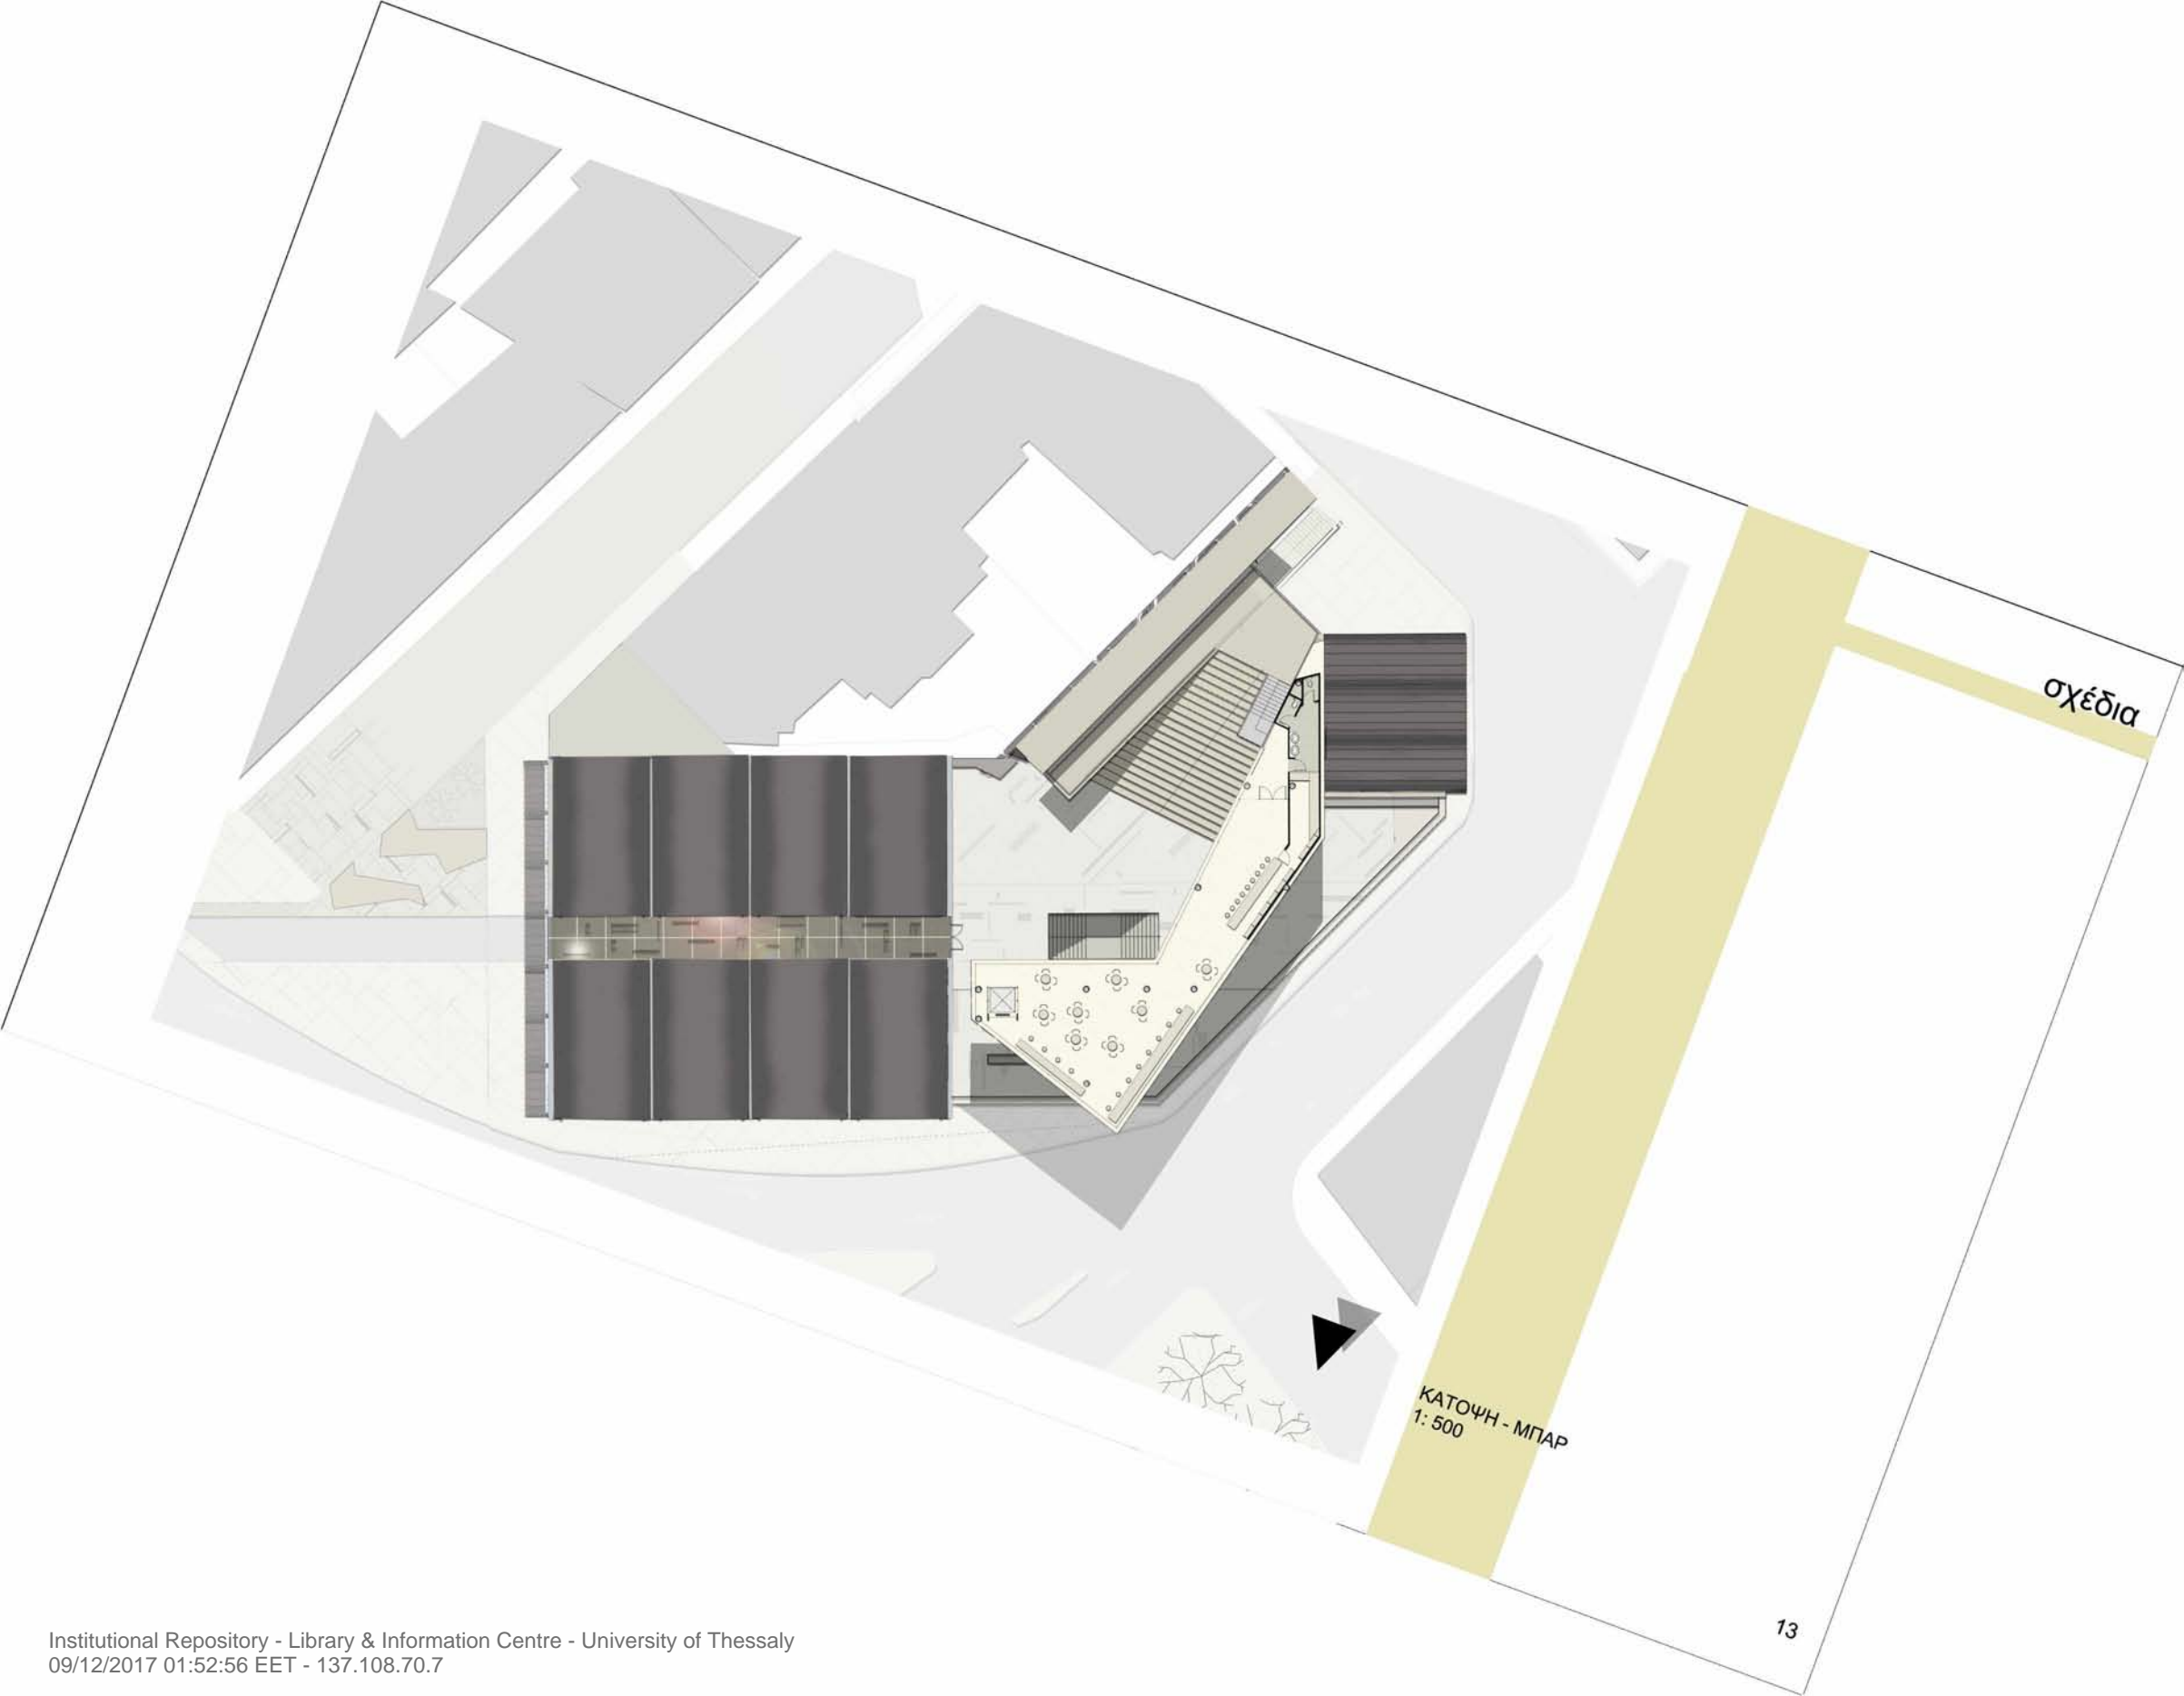 σχέδια
ΚΑΤΟΨΗ - ΜΠΑΡ
1: 500
13
Institutional Repository - Library & Information Centre - University of Thessaly
09/12/2017 01:52:56 EET - 137.108.70.7